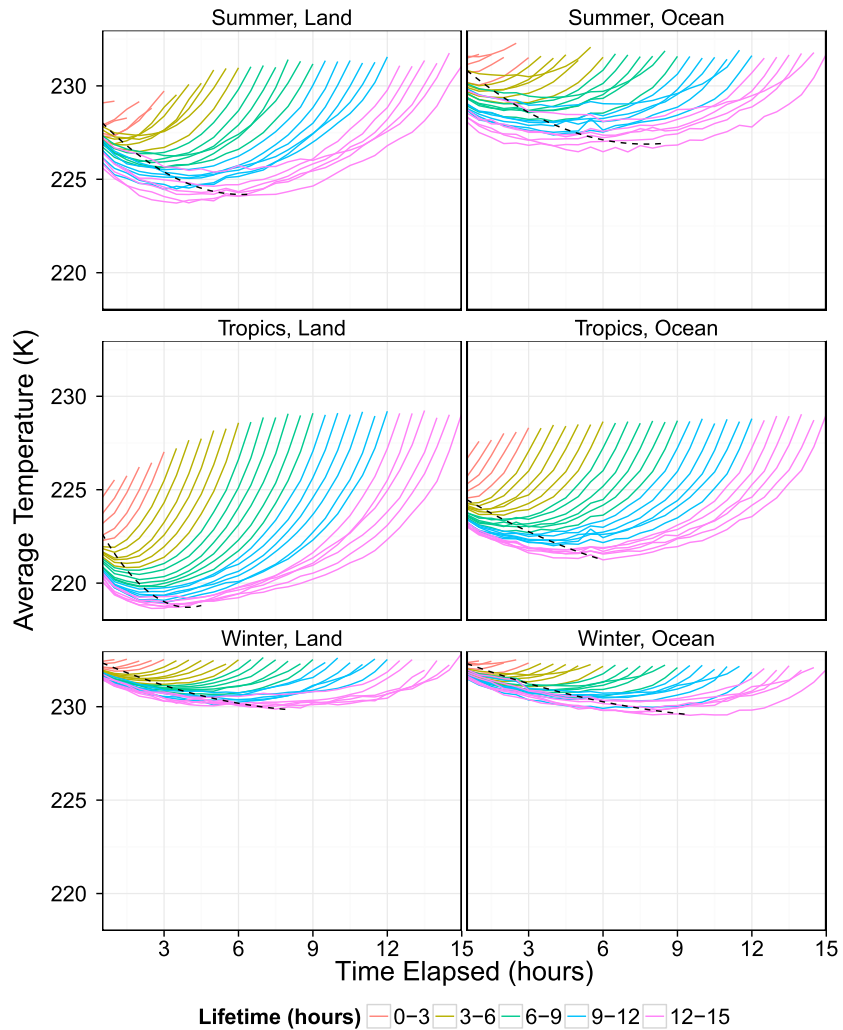 Summer, Land
Summer, Ocean
230
225
220
Tropics, Land
Tropics, Ocean
230
225
220
Winter, Land
Winter, Ocean
230
225
220
Average Temperature (K)
3 6 9 12 15 3 6 9 12 15
Time Elapsed (hours)
Lifetime (hours) 0−3 3−6 6−9 9−12 12−15